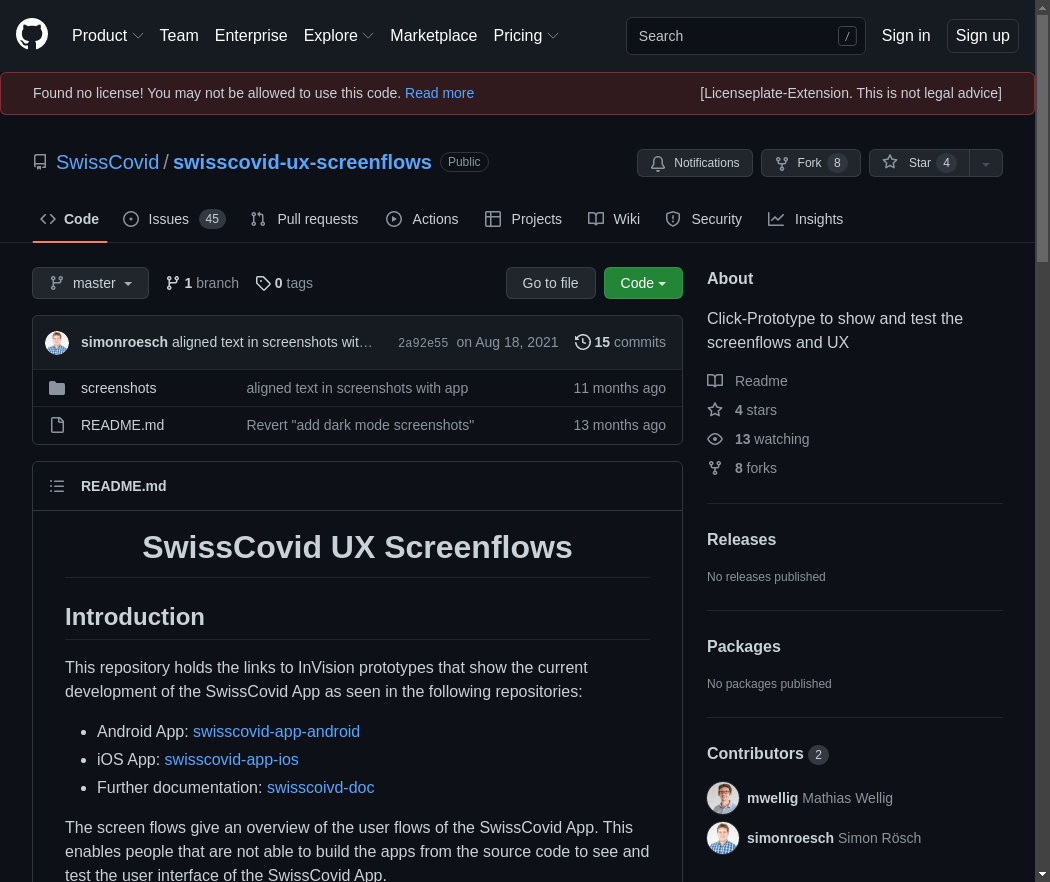 Product Team Enterprise Explore Marketplace Pricing Search / Sign in Sign up
Found no license! You may not be allowed to use this code. Read more [Licenseplate-Extension. This is not legal advice]
SwissCovid / swisscovid-ux-screenflows Public Notifications Fork 8 Star 4
Code Issues 45 Pull requests Actions Projects Wiki Security Insights
master 1 branch 0 tags Go to file Code
simonroesch aligned text in screenshots wit… 2a92e55 on Aug 18, 2021 15 commits
screenshots aligned text in screenshots with app 11 months ago
README.md Revert "add dark mode screenshots" 13 months ago
README.md
SwissCovid UX Screenflows
Introduction
This repository holds the links to InVision prototypes that show the current
development of the SwissCovid App as seen in the following repositories:
• Android App: swisscovid-app-android
• iOS App: swisscovid-app-ios
• Further documentation: swisscoivd-doc
The screen flows give an overview of the user flows of the SwissCovid App. This
enables people that are not able to build the apps from the source code to see and
test the user interface of the SwissCovid App.
About
Click-Prototype to show and test the
screenflows and UX
Readme
4 stars
13 watching
8 forks
Releases
No releases published
Packages
No packages published
Contributors 2
mwellig Mathias Wellig
simonroesch Simon Rösch